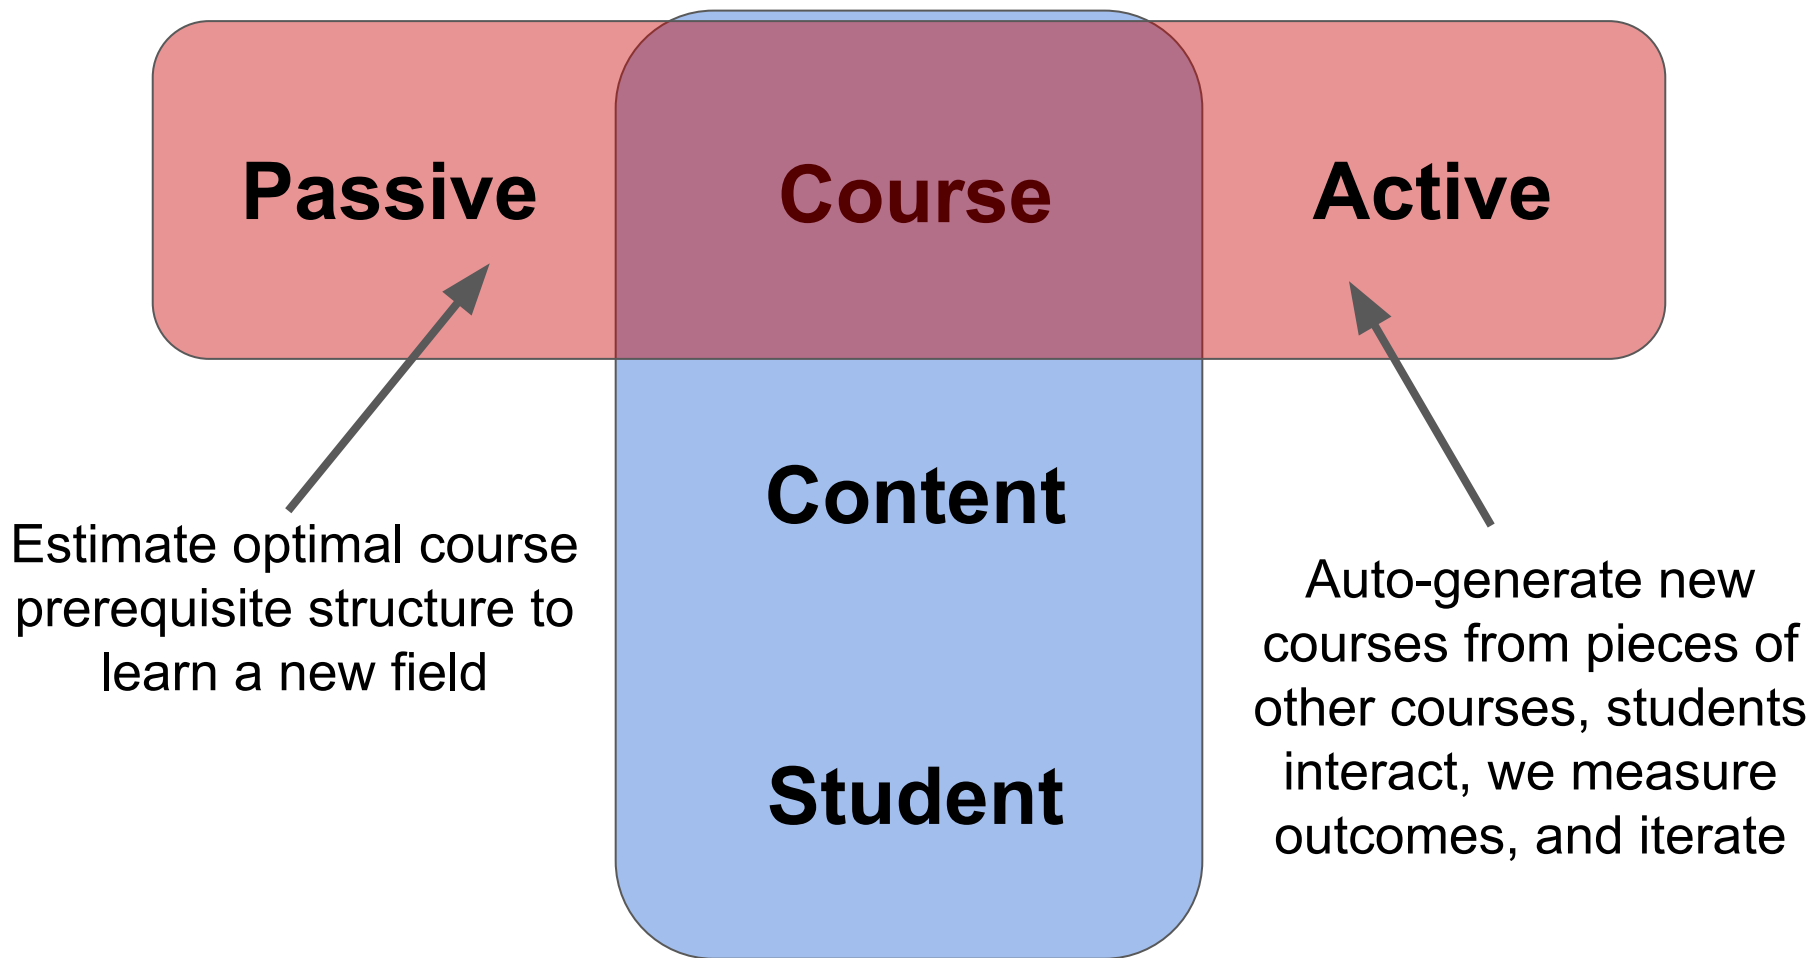 Passive
Course
Active
Content
Student
Estimate optimal course
prerequisite structure to
learn a new field
Auto-generate new
courses from pieces of
other courses, students
interact, we measure
outcomes, and iterate